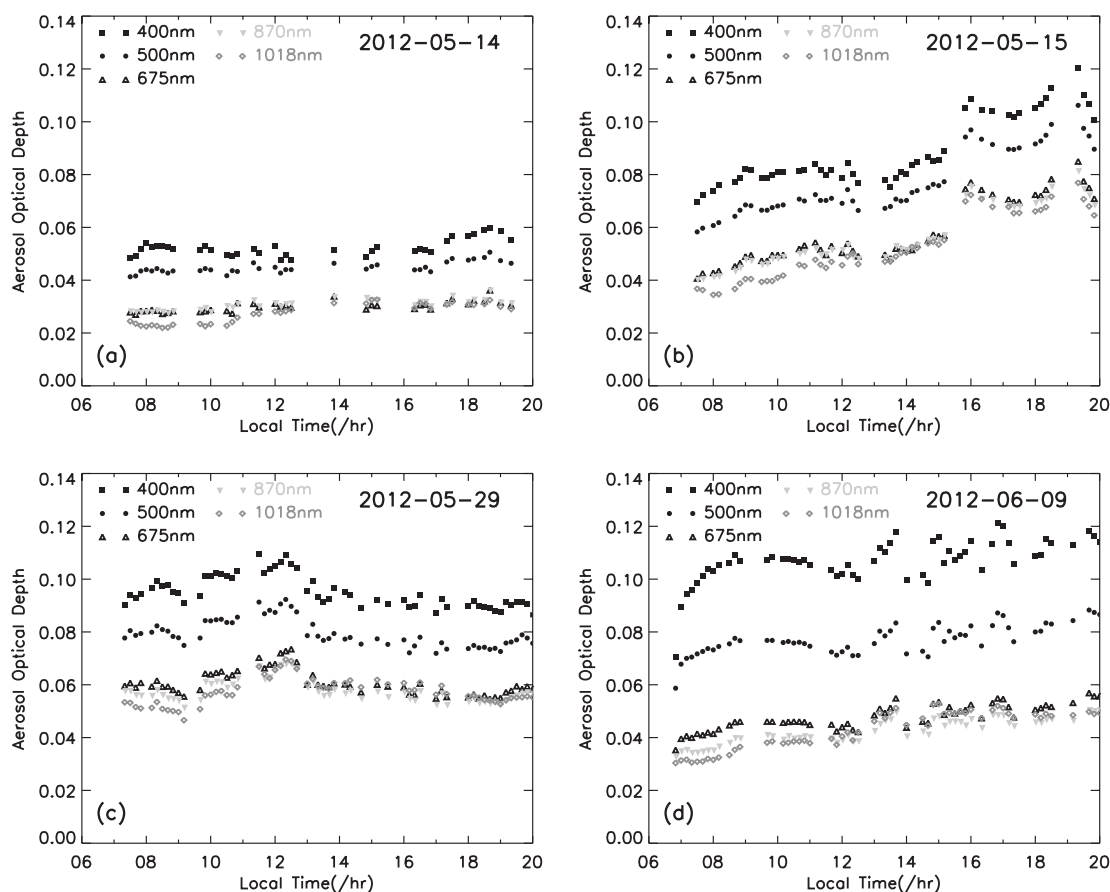 0.14
0.12
0.10
0.08
0.06
0.04
0.02
0.00
Aerosol Optical Depth
400nm 870nm
500nm 1018nm
675nm
2012-05-14
(a)
06 08 10 12 14 16 18 20
Local Time(/hr)
0.14
0.12
0.10
0.08
0.06
0.04
0.02
0.00
Aerosol Optical Depth
400nm 870nm
500nm 1018nm
675nm
2012-05-15
(b)
06 08 10 12 14 16 18 20
Local Time(/hr)
0.14
0.12
0.10
0.08
0.06
0.04
0.02
0.00
Aerosol Optical Depth
400nm 870nm
500nm 1018nm
675nm
2012-05-29
(c)
06 08 10 12 14 16 18 20
Local Time(/hr)
0.14
0.12
0.10
0.08
0.06
0.04
0.02
0.00
Aerosol Optical Depth
400nm 870nm
500nm 1018nm
675nm
2012-06-09
(d)
06 08 10 12 14 16 18 20
Local Time(/hr)